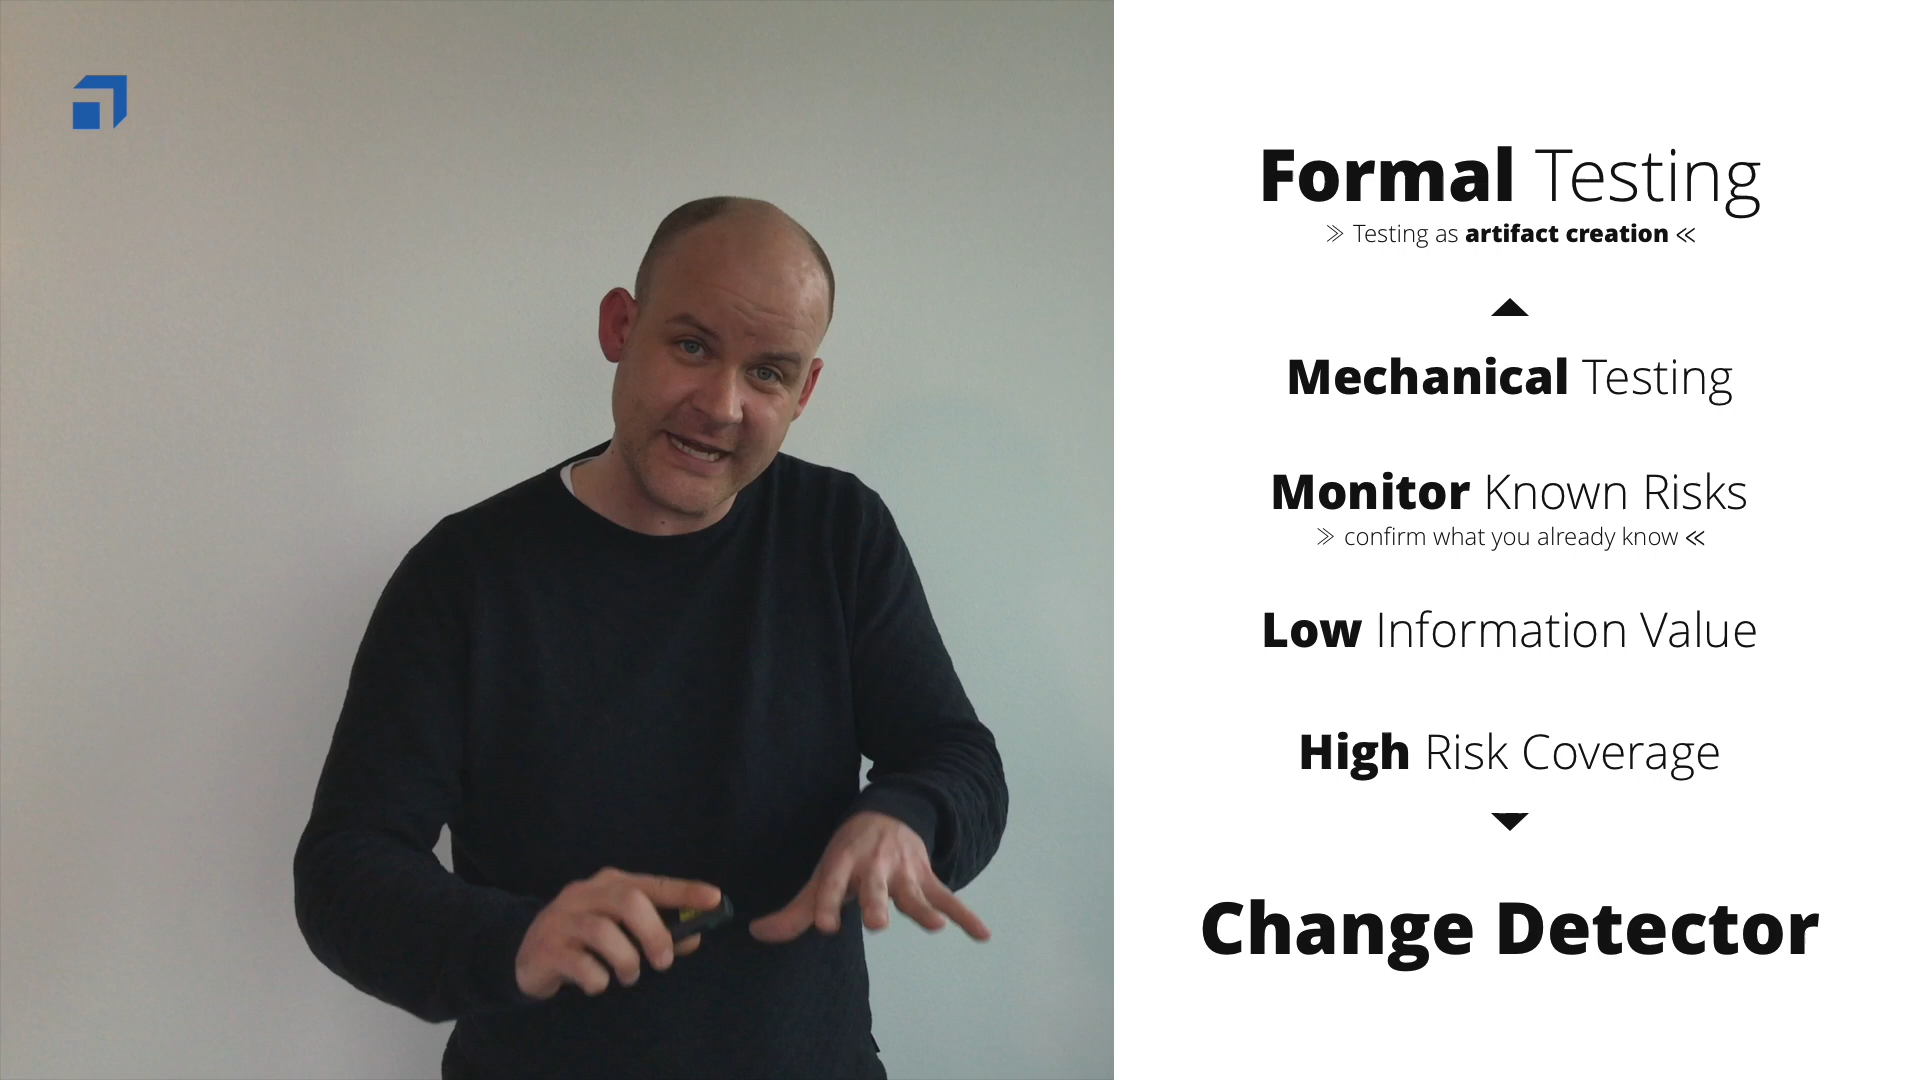 Formal Testing
» Testing as artifact creation «
Mechanical Testing
Monitor Known Risks
» confirm what you already know «
Low Information Value
High Risk Coverage
Change Detector